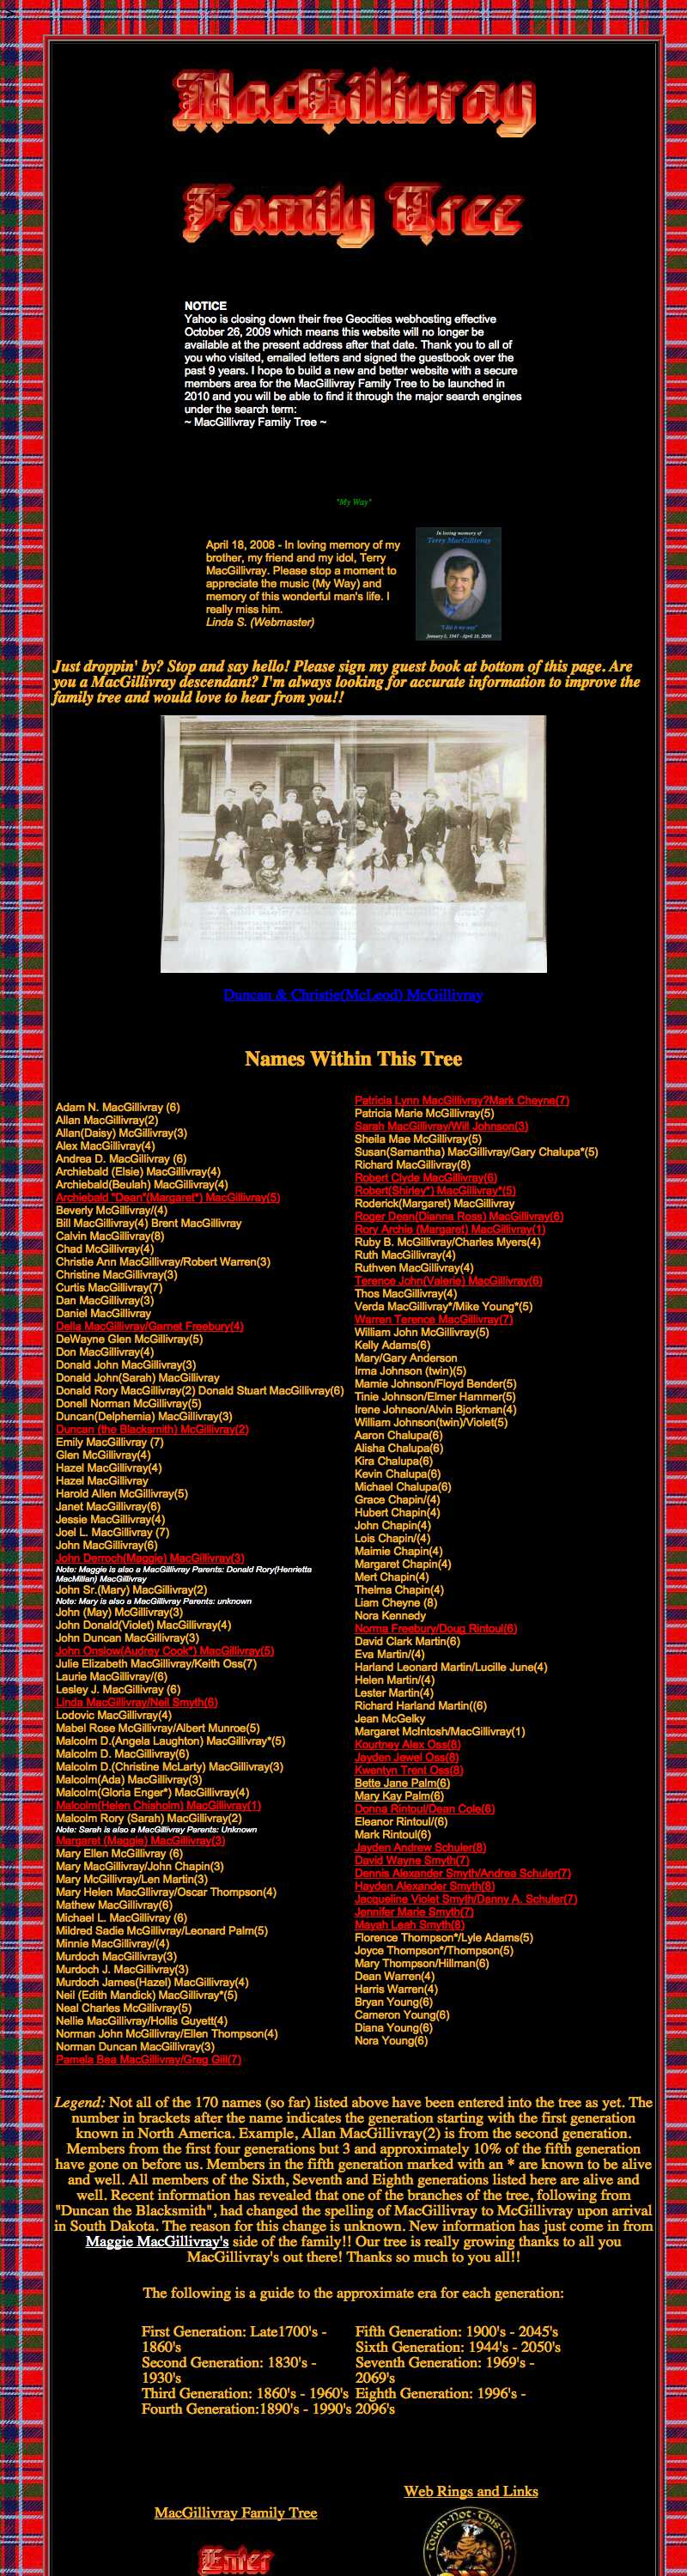 MacGillivray
Family Tree
NOTICE
Yahoo is closing down their free Geocities webhosting effective
October 26, 2009 which means this website will no longer be
available at the present address after that date. Thank you to all of
you who visited, emailed letters and signed the guestbook over the
past 9 years. I hope to build a new and better website with a secure
members area for the MacGillivray Family Tree to be launched in
2010 and you will be able to find it through the major search engines
under the search term:
~ MacGillivray Family Tree ~
"My Way"
April 18, 2008 - In loving memory of my
brother, my friend and my idol, Terry
MacGillivray. Please stop a moment to
appreciate the music (My Way) and
memory of this wonderful man's life. I
really miss him.
Linda S. (Webmaster)
In loving memory of
Terry MacGillivray
"I did it my way"
January 5, 1947 - April 18, 2008
Just droppin' by? Stop and say hello! Please sign my guest book at bottom of this page. Are
you a MacGillivray descendant? I'm always looking for accurate information to improve the
family tree and would love to hear from you!!
Duncan & Christie(McLeod) McGillivray
Names Within This Tree
Adam N. MacGillivray (6)
Allan MacGillivray(2)
Allan(Daisy) McGillivray(3)
Alex MacGillivray(4)
Andrea D. MacGillivray (6)
Archiebald (Elsie) MacGillivray(4)
Archiebald(Beulah) MacGillivray(4)
Archiebald "Dean"(Margaret*) MacGillivray(5)
Beverly McGillivray/(4)
Bill MacGillivray(4) Brent MacGillivray
Calvin MacGillivray(8)
Chad McGillivray(4)
Christie Ann MacGillivray/Robert Warren(3)
Christine MacGillivray(3)
Curtis MacGillivray(7)
Dan MacGillivray(3)
Daniel MacGillivray
Della MacGillivray/Garnet Freebury(4)
DeWayne Glen McGillivray(5)
Don MacGillivray(4)
Donald John MacGillivray(3)
Donald John(Sarah) MacGillivray
Donald Rory MacGillivray(2) Donald Stuart MacGillivray(6)
Donell Norman McGillivray(5)
Duncan(Delphemia) MacGillivray(3)
Duncan (the Blacksmith) McGillivray(2)
Emily MacGillivray (7)
Glen McGillivray(4)
Hazel MacGillivray(4)
Hazel MacGillivray
Harold Allen McGillivray(5)
Janet MacGillivray(6)
Jessie MacGillivray(4)
Joel L. MacGillivray (7)
John MacGillivray(6)
John Derroch(Maggie) MacGillivray(3)
Note: Maggie is also a MacGillivray Parents: Donald Rory(Henrietta
MacMillan) MacGillivray
John Sr.(Mary) MacGillivray(2)
Note: Mary is also a MacGillivray Parents: unknown
John (May) McGillivray(3)
John Donald(Violet) MacGillivray(4)
John Duncan MacGillivray(3)
John Onslow(Audrey Cook*) MacGillivray(5)
Julie Elizabeth MacGillivray/Keith Oss(7)
Laurie MacGillivray/(6)
Lesley J. MacGillivray (6)
Linda MacGillivray/Neil Smyth(6)
Lodovic MacGillivray(4)
Mabel Rose McGillivray/Albert Munroe(5)
Malcolm D.(Angela Laughton) MacGillivray*(5)
Malcolm D. MacGillivray(6)
Malcolm D.(Christine McLarty) MacGillivray(3)
Malcolm(Ada) MacGillivray(3)
Malcolm(Gloria Enger*) MacGillivray(4)
Malcolm(Helen Chisholm) MacGillivray(1)
Malcolm Rory (Sarah) MacGillivray(2)
Note: Sarah is also a MacGillivray Parents: Unknown
Margaret (Maggie) MacGillivray(3)
Mary Ellen McGillivray (6)
Mary MacGillivray/John Chapin(3)
Mary McGillivray/Len Martin(3)
Mary Helen MacGllivray/Oscar Thompson(4)
Mathew MacGillivray(6)
Michael L. MacGillivray (6)
Mildred Sadie McGillivray/Leonard Palm(5)
Minnie MacGillivray/(4)
Murdoch MacGillivray(3)
Murdoch J. MacGillivray(3)
Murdoch James(Hazel) MacGillivray(4)
Neil (Edith Mandick) MacGillivray*(5)
Neal Charles McGillivray(5)
Nellie MacGillivray/Hollis Guyett(4)
Norman John McGillivray/Ellen Thompson(4)
Norman Duncan MacGillivray(3)
Pamela Bea MacGillivray/Greg Gill(7)
Patricia Lynn MacGillivray?Mark Cheyne(7)
Patricia Marie McGillivray(5)
Sarah MacGillivray/Will Johnson(3)
Sheila Mae McGillivray(5)
Susan(Samantha) MacGillivray/Gary Chalupa*(5)
Richard MacGillivray(8)
Robert Clyde MacGillivray(6)
Robert(Shirley*) MacGillivray*(5)
Roderick(Margaret) MacGillivray
Roger Dean(Dianna Ross) MacGillivray(6)
Rory Archie (Margaret) MacGillivray(1)
Ruby B. McGillivray/Charles Myers(4)
Ruth MacGillivray(4)
Ruthven MacGillivray(4)
Terence John(Valerie) MacGillivray(6)
Thos MacGillivray(4)
Verda MacGillivray*/Mike Young*(5)
Warren Terence MacGillivray(7)
William John McGillivray(5)
Kelly Adams(6)
Mary/Gary Anderson
Irma Johnson (twin)(5)
Mamie Johnson/Floyd Bender(5)
Tinie Johnson/Elmer Hammer(5)
Irene Johnson/Alvin Bjorkman(4)
William Johnson(twin)/Violet(5)
Aaron Chalupa(6)
Alisha Chalupa(6)
Kira Chalupa(6)
Kevin Chalupa(6)
Michael Chalupa(6)
Grace Chapin/(4)
Hubert Chapin(4)
John Chapin(4)
Lois Chapin/(4)
Maimie Chapin(4)
Margaret Chapin(4)
Mert Chapin(4)
Thelma Chapin(4)
Liam Cheyne (8)
Nora Kennedy
Norma Freebury/Doug Rintoul(6)
David Clark Martin(6)
Eva Martin/(4)
Harland Leonard Martin/Lucille June(4)
Helen Martin/(4)
Lester Martin(4)
Richard Harland Martin((6)
Jean McGelky
Margaret McIntosh/MacGillivray(1)
Kourtney Alex Oss(8)
Jayden Jewel Oss(8)
Kwentyn Trent Oss(8)
Bette Jane Palm(6)
Mary Kay Palm(6)
Donna Rintoul/Dean Cole(6)
Eleanor Rintoul/(6)
Mark Rintoul(6)
Jayden Andrew Schuler(8)
David Wayne Smyth(7)
Dennis Alexander Smyth/Andrea Schuler(7)
Hayden Alexander Smyth(8)
Jacqueline Violet Smyth/Danny A. Schuler(7)
Jennifer Marie Smyth(7)
Mayah Leah Smyth(8)
Florence Thompson*/Lyle Adams(5)
Joyce Thompson*/Thompson(5)
Mary Thompson/Hillman(6)
Dean Warren(4)
Harris Warren(4)
Bryan Young(6)
Cameron Young(6)
Diana Young(6)
Nora Young(6)
Legend: Not all of the 170 names (so far) listed above have been entered into the tree as yet. The
number in brackets after the name indicates the generation starting with the first generation
known in North America. Example, Allan MacGillivray(2) is from the second generation.
Members from the first four generations but 3 and approximately 10% of the fifth generation
have gone on before us. Members in the fifth generation marked with an * are known to be alive
and well. All members of the Sixth, Seventh and Eighth generations listed here are alive and
well. Recent information has revealed that one of the branches of the tree, following from
"Duncan the Blacksmith", had changed the spelling of MacGillivray to McGillivray upon arrival
in South Dakota. The reason for this change is unknown. New information has just come in from
Maggie MacGillivray's side of the family!! Our tree is really growing thanks to all you
MacGillivray's out there! Thanks so much to you all!!
The following is a guide to the approximate era for each generation:
First Generation: Late1700's -
1860's
Second Generation: 1830's -
1930's
Third Generation: 1860's - 1960's
Fourth Generation:1890's - 1990's
Fifth Generation: 1900's - 2045's
Sixth Generation: 1944's - 2050's
Seventh Generation: 1969's -
2069's
Eighth Generation: 1996's -
2096's
MacGillivray Family Tree
Enter
Web Rings and Links
Touch · Not · This · Cat